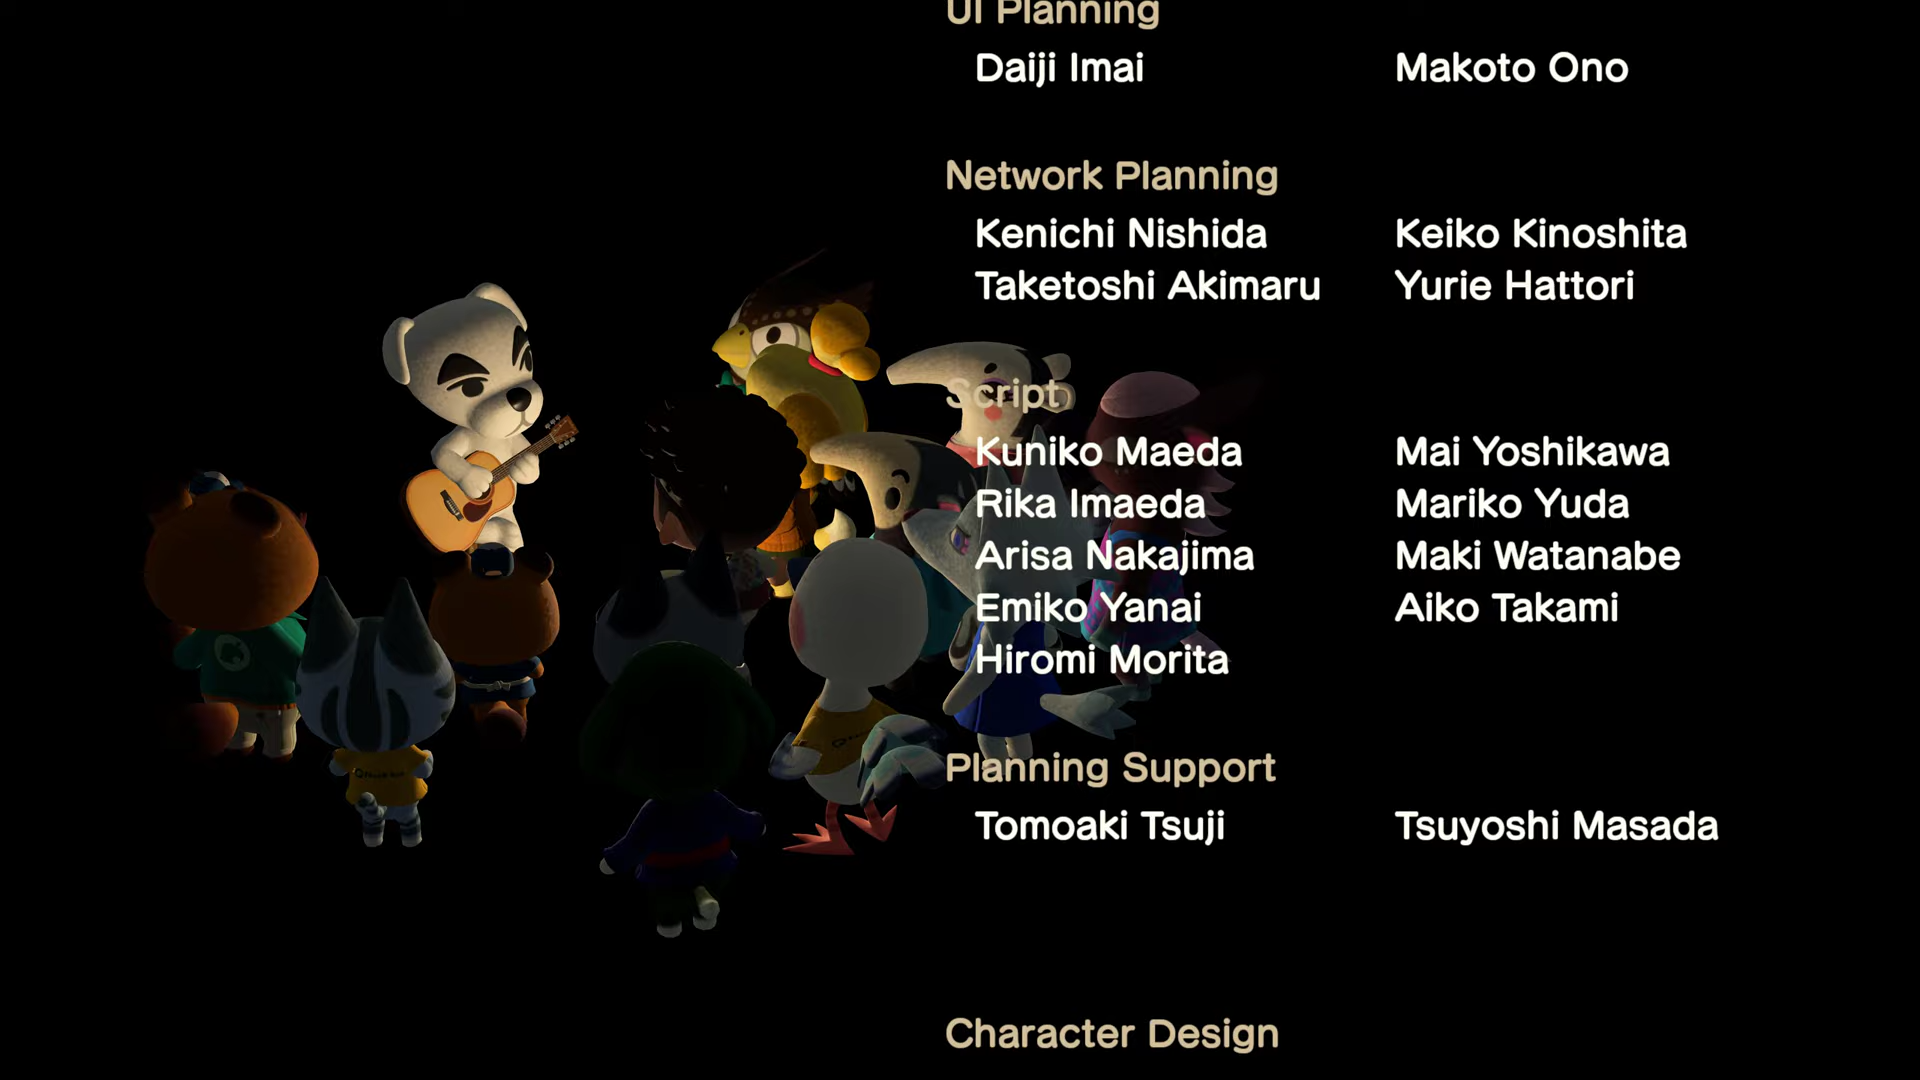 UI Planning
Daiji Imai Makoto Ono
Network Planning
Kenichi Nishida Keiko Kinoshita
Taketoshi Akimaru Yurie Hattori
Script
Kuniko Maeda Mai Yoshikawa
Rika Imaeda Mariko Yuda
Arisa Nakajima Maki Watanabe
Emiko Yanai Aiko Takami
Hiromi Morita
Planning Support
Tomoaki Tsuji Tsuyoshi Masada
Character Design